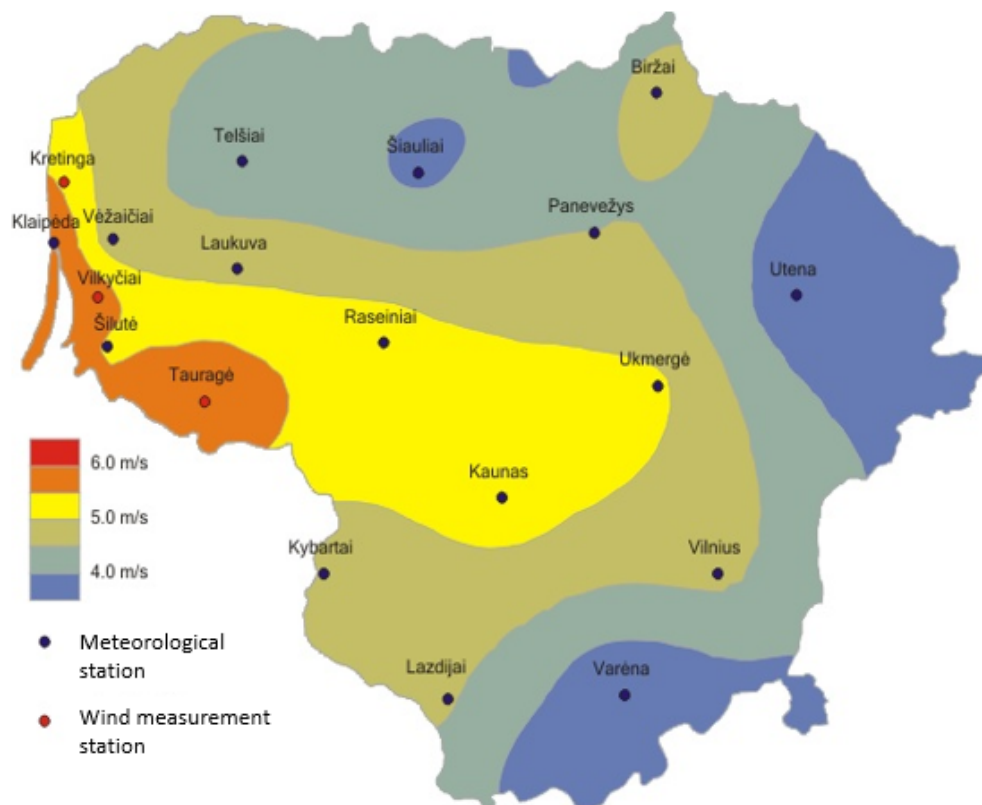 Biržai
Telšiai
Šiauliai
Kretinga
Panevežys
Klaipėda
Vėžaičiai
Laukuva
Utena
Vilkyčiai
Raseiniai
Šilutė
Ukmergė
Tauragė
6.0 m/s
Kaunas
5.0 m/s
Kybartai
Vilnius
4.0 m/s
Meteorological
station
Lazdijai
Varėna
Wind measurement
station